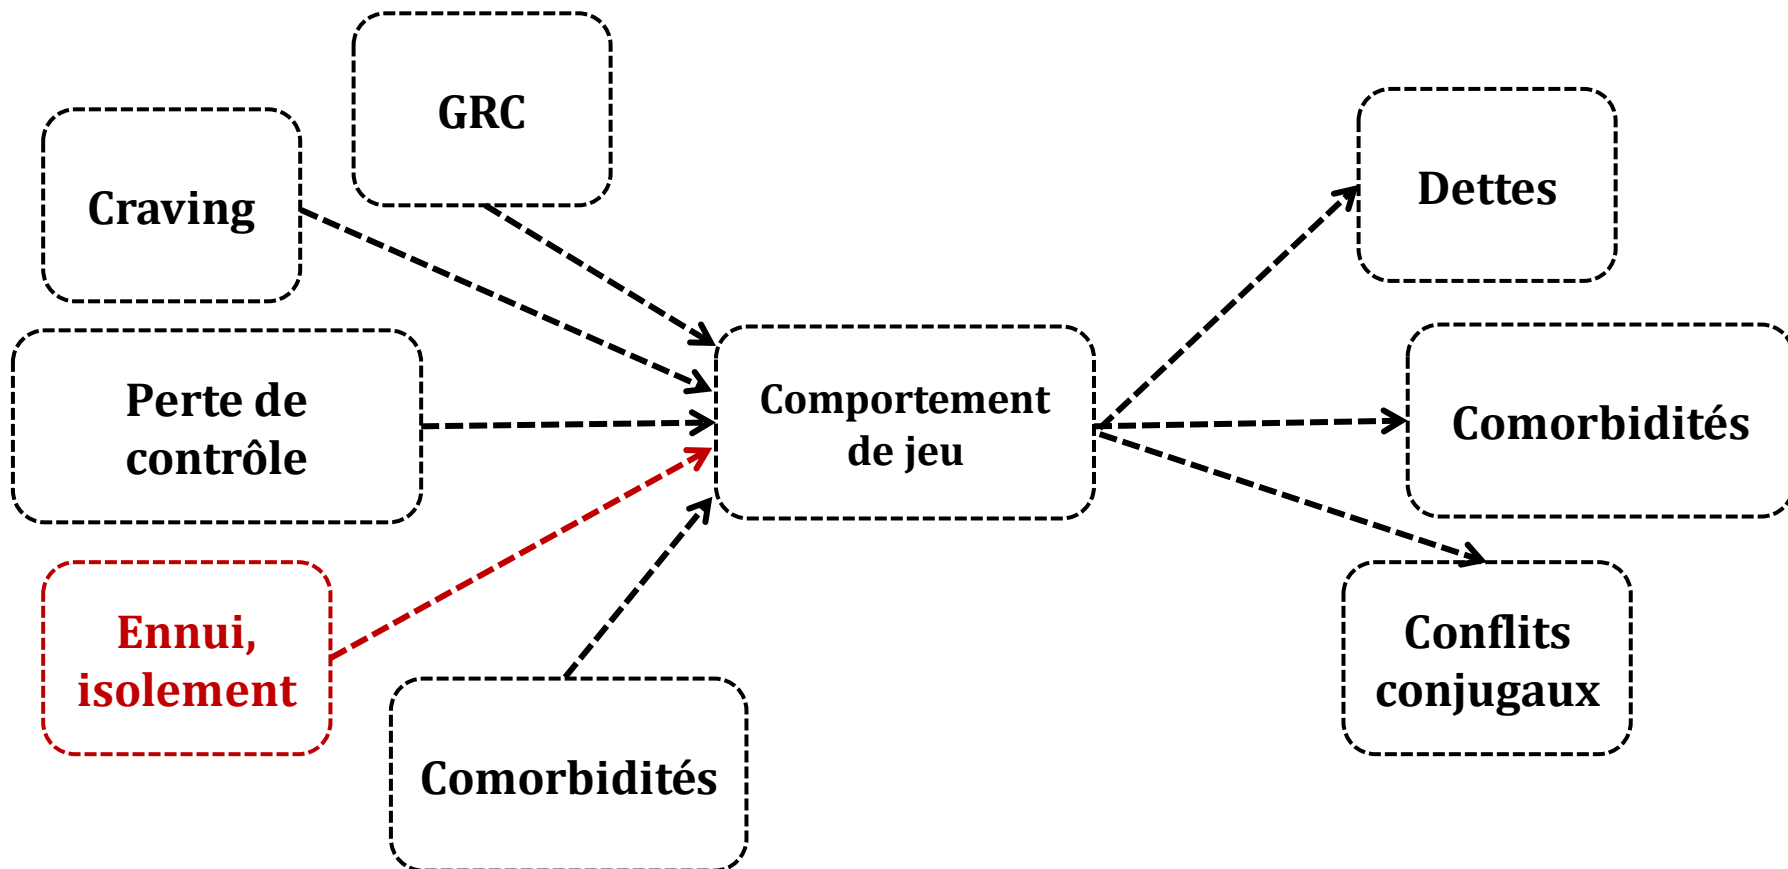 GRC
Craving
Perte de
contrôle
Ennui,
isolement
Comorbidités
Comportement
de jeu
Dettes
Comorbidités
Conflits
conjugaux